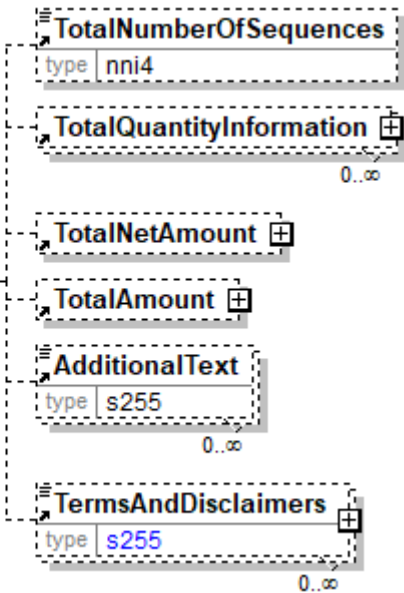 TotalNumberOfSequences
type nni4
TotalQuantityInformation
0..∞
TotalNetAmount
TotalAmount
AdditionalText
type s255
0..∞
TermsAndDisclaimers
type s255
0..∞